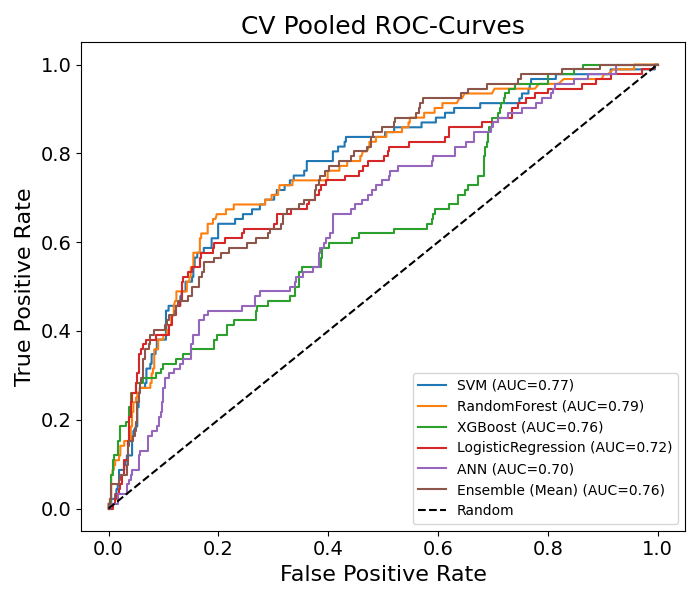 CV Pooled ROC-Curves
True Positive Rate
1.0
0.8
0.6
0.4
0.2
0.0
SVM (AUC=0.77)
RandomForest (AUC=0.79)
XGBoost (AUC=0.76)
LogisticRegression (AUC=0.72)
ANN (AUC=0.70)
Ensemble (Mean) (AUC=0.76)
Random
0.0 0.2 0.4 0.6 0.8 1.0
False Positive Rate